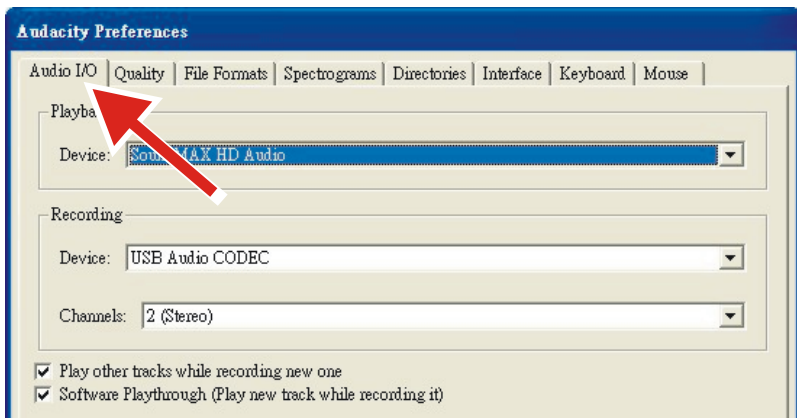 Audacity Preferences
Audio I/O Quality File Formats Spectrograms Directories Interface Keyboard Mouse
Device: HD Audio
Recording
Device: USB Audio CODEC
Channels: 2 (Stereo)
Play other tracks while recording new one
Software Playthrough (Play new track while recording it)